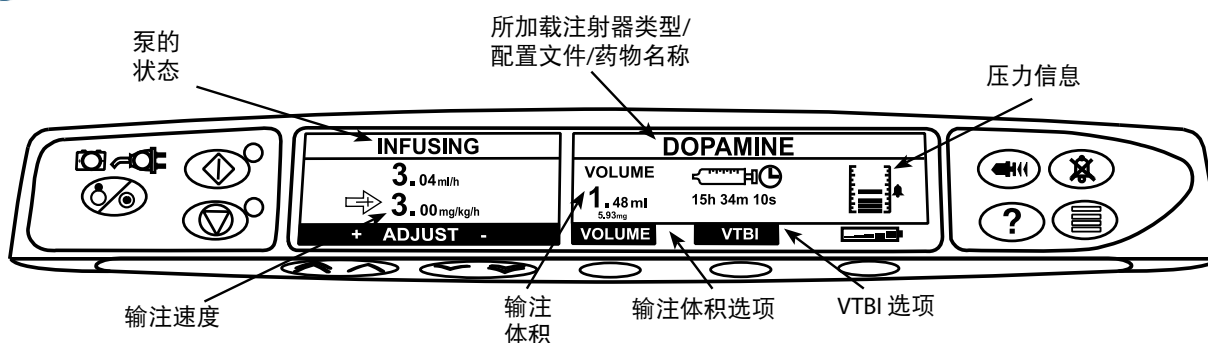 所加载注射器类型/
配置文件/药物名称
泵的
状态
压力信息
INFUSING
DOPAMINE
3.04ml/h
3.00mg/kg/h
VOLUME
1.48ml
5.93mg
15h 34m 10s
+ ADJUST -
VOLUME
VTBI
?
输注速度
输注
体积
输注体积选项
VTBI 选项